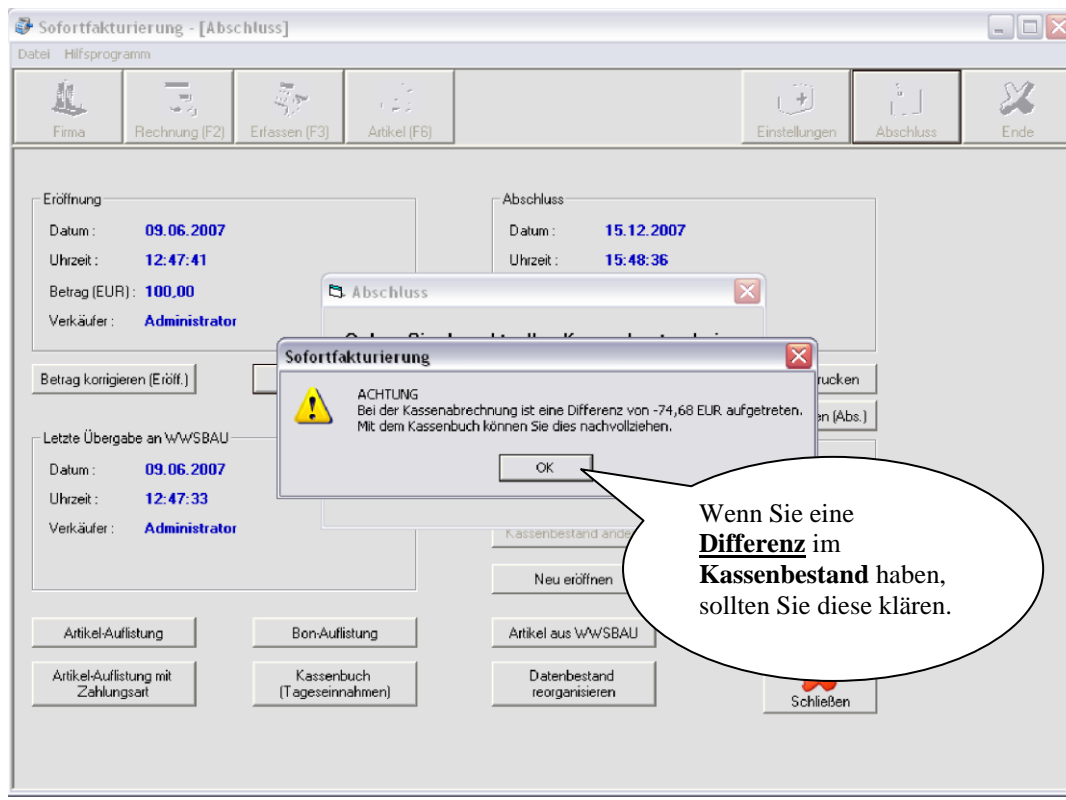 Sofortfakturierung - [Abschluss]
Datei Hilfsprogramm
Firma
Rechnung (F2)
Erfassen (F3)
Artikel (F6)
Einstellungen
Abschluss
Ende
Eröffnung
Datum : 09.06.2007
Uhrzeit : 12:47:41
Betrag (EUR) : 100,00
Verkäufer : Administrator
Abschluss
Datum : 15.12.2007
Uhrzeit : 15:48:36
Betrag korrigieren (Eröff.)
Abschluss
Sofortfakturierung
ACHTUNG
Bei der Kassenabrechnung ist eine Differenz von -74,68 EUR aufgetreten.
Mit dem Kassenbuch können Sie dies nachvollziehen.
OK
Letzte Übergabe an WWSBAU
Datum : 09.06.2007
Uhrzeit : 12:47:33
Verkäufer : Administrator
Kassenbestand
Neu eröffnen
Wenn Sie eine
Differenz im
Kassenbestand haben,
sollten Sie diese klären.
Artikel-Auflistung
Bon-Auflistung
Artikel aus WWSBAU
Artikel-Auflistung mit
Zahlungsart
Kassenbuch
(Tageseinnahmen)
Datenbestand
reorganisieren
Schließen